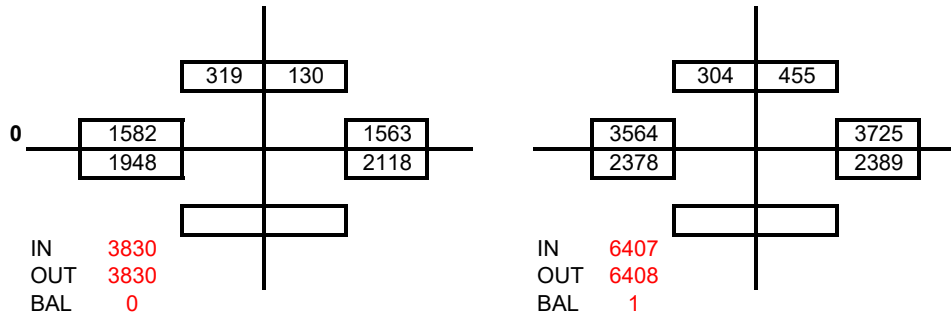 319 130 304 455
0 1582 1563 3564 3725
1948 2118 2378 2389
IN 3830 IN 6407
OUT 3830 OUT 6408
BAL 0 BAL 1